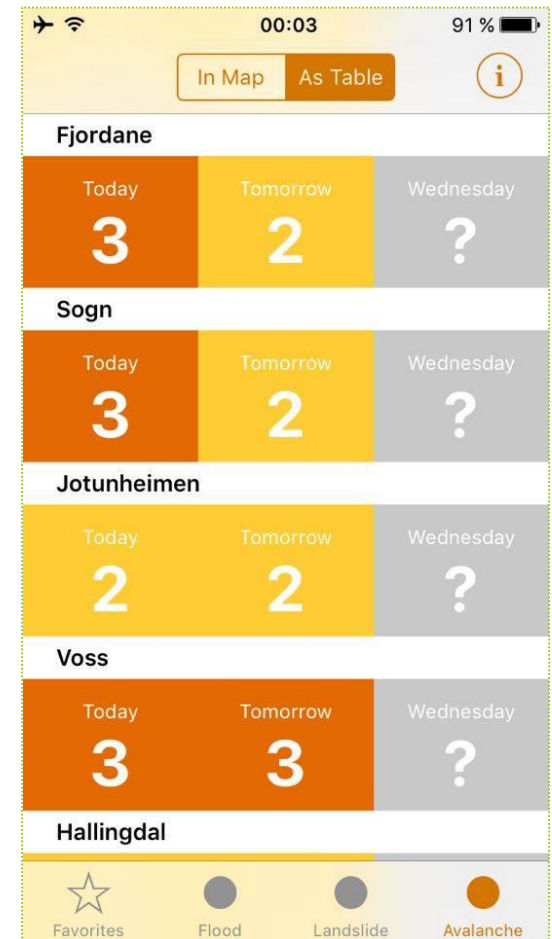 00:03 91 %
In Map As Table i
Fjordane
Today Tomorrow Wednesday
3 2 ?
Sogn
Today Tomorrow Wednesday
3 2 ?
Jotunheimen
Today Tomorrow Wednesday
2 2 ?
Voss
Today Tomorrow Wednesday
3 3 ?
Hallingdal
Favorites Flood Landslide Avalanche